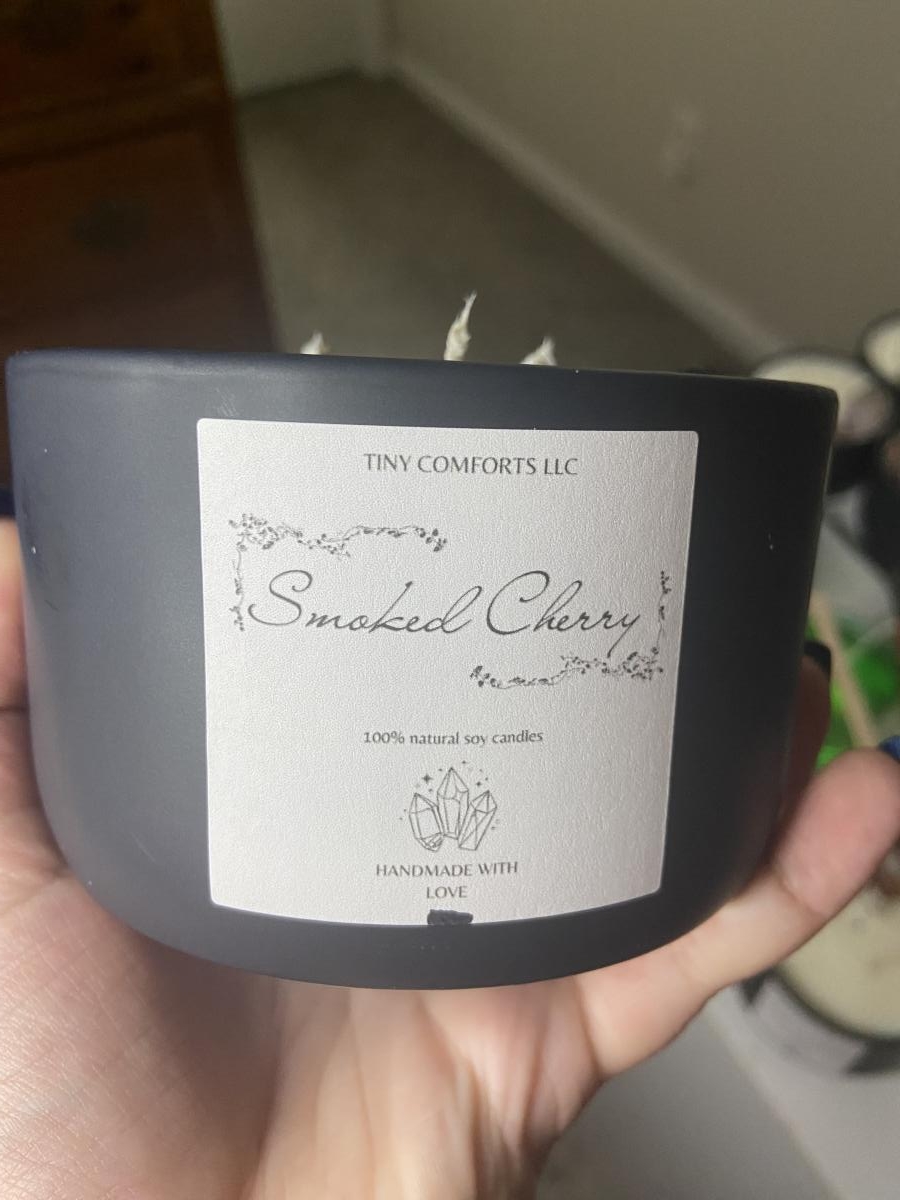 TINY COMFORTS LLC
Smoked Cherry
100% natural soy candles
HANDMADE WITH
LOVE